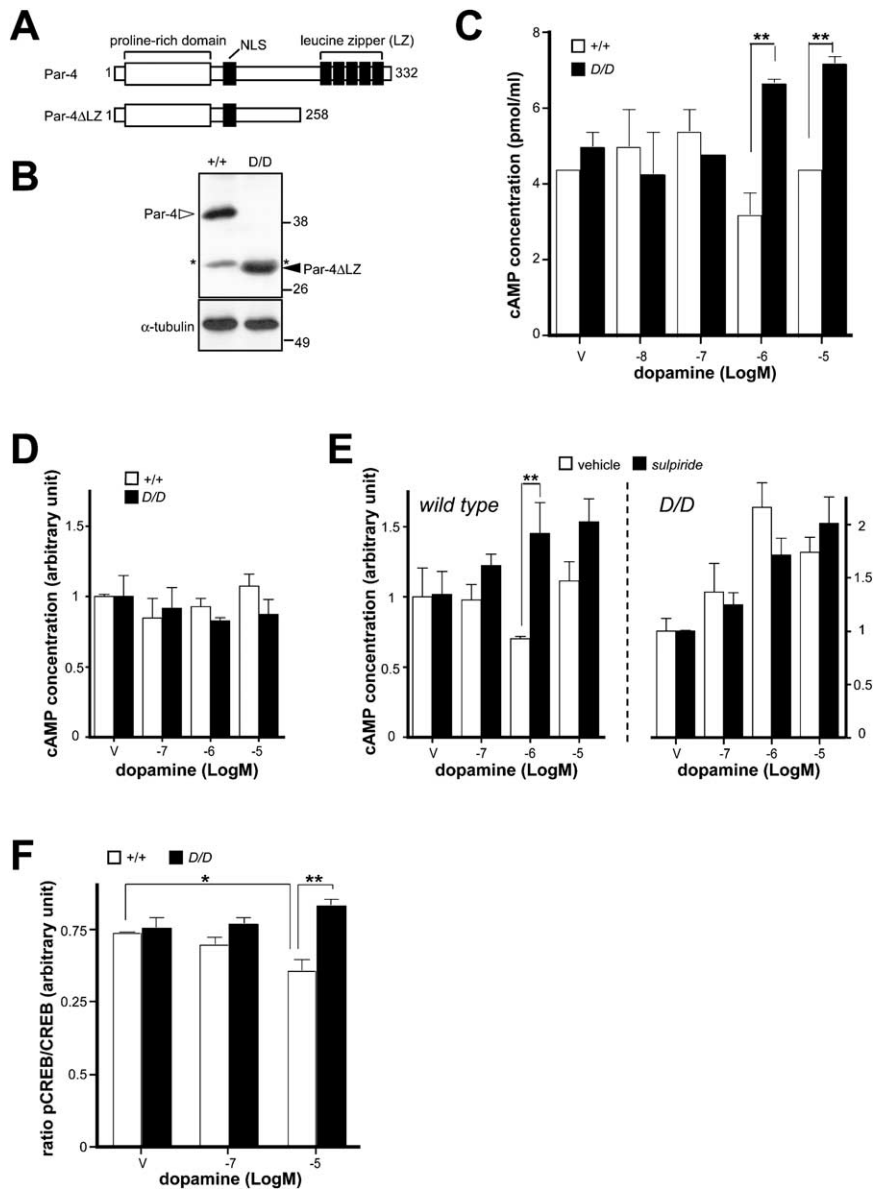 A
proline-rich domain
NLS
leucine zipper (LZ)
Par-4 1 332
Par-4ΔLZ 1 258
B
+/+ D/D
Par-4
38
* *
Par-4ΔLZ
26
α-tubulin
49
C
+/+
D/D
** **
8
6
4
2
0
cAMP concentration (pmol/ml)
V -8 -7 -6 -5
dopamine (LogM)
D
+/+
D/D
1.5
1
0.5
0
cAMP concentration (arbitrary unit)
V -7 -6 -5
dopamine (LogM)
E
vehicle sulpiride
wild type
**
D/D
1.5
1
0.5
0
cAMP concentration (arbitrary unit)
2
1.5
1
0.5
0
V -7 -6 -5
dopamine (LogM)
V -7 -6 -5
dopamine (LogM)
F
+/+ D/D
* **
0.75
0.25
0.5
0
ratio pCREB/CREB (arbitrary unit)
V -7 -5
dopamine (LogM)